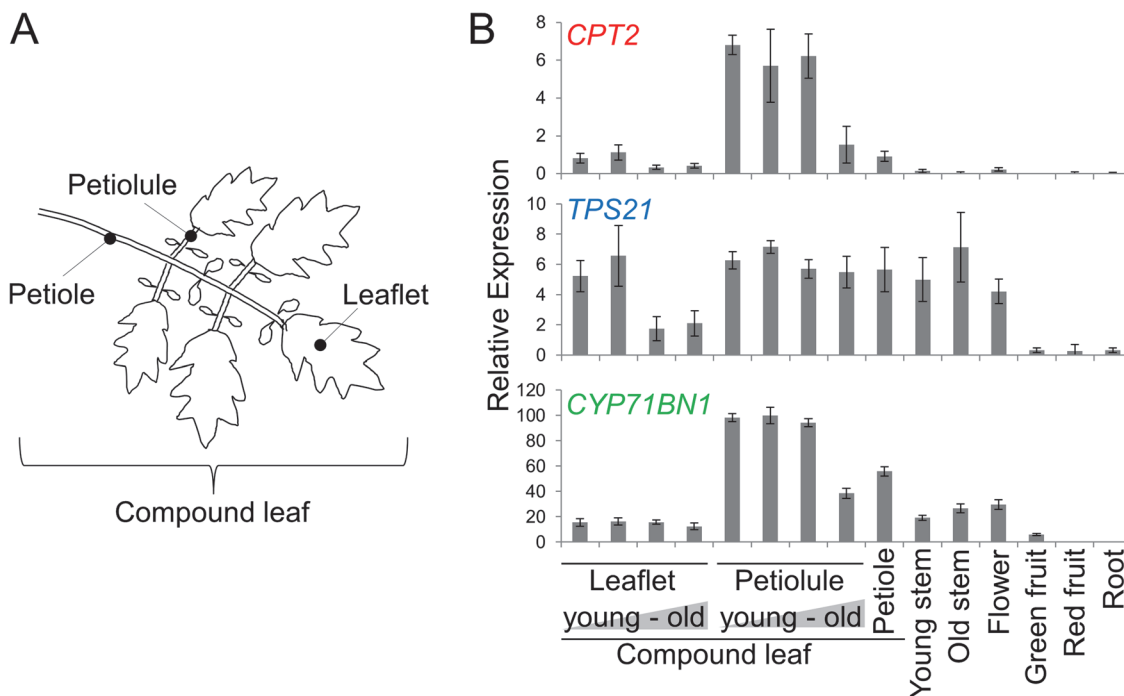 A
Petiolule
Petiole
Leaflet
Compound leaf
B
Relative Expression
CPT2
8
6
4
2
0
TPS21
10
8
6
4
2
0
CYP71BN1
120
100
80
60
40
20
0
Leaflet
young - old
Petiolule
young - old
Compound leaf
Petiole
Young stem
Old stem
Flower
Green fruit
Red fruit
Root